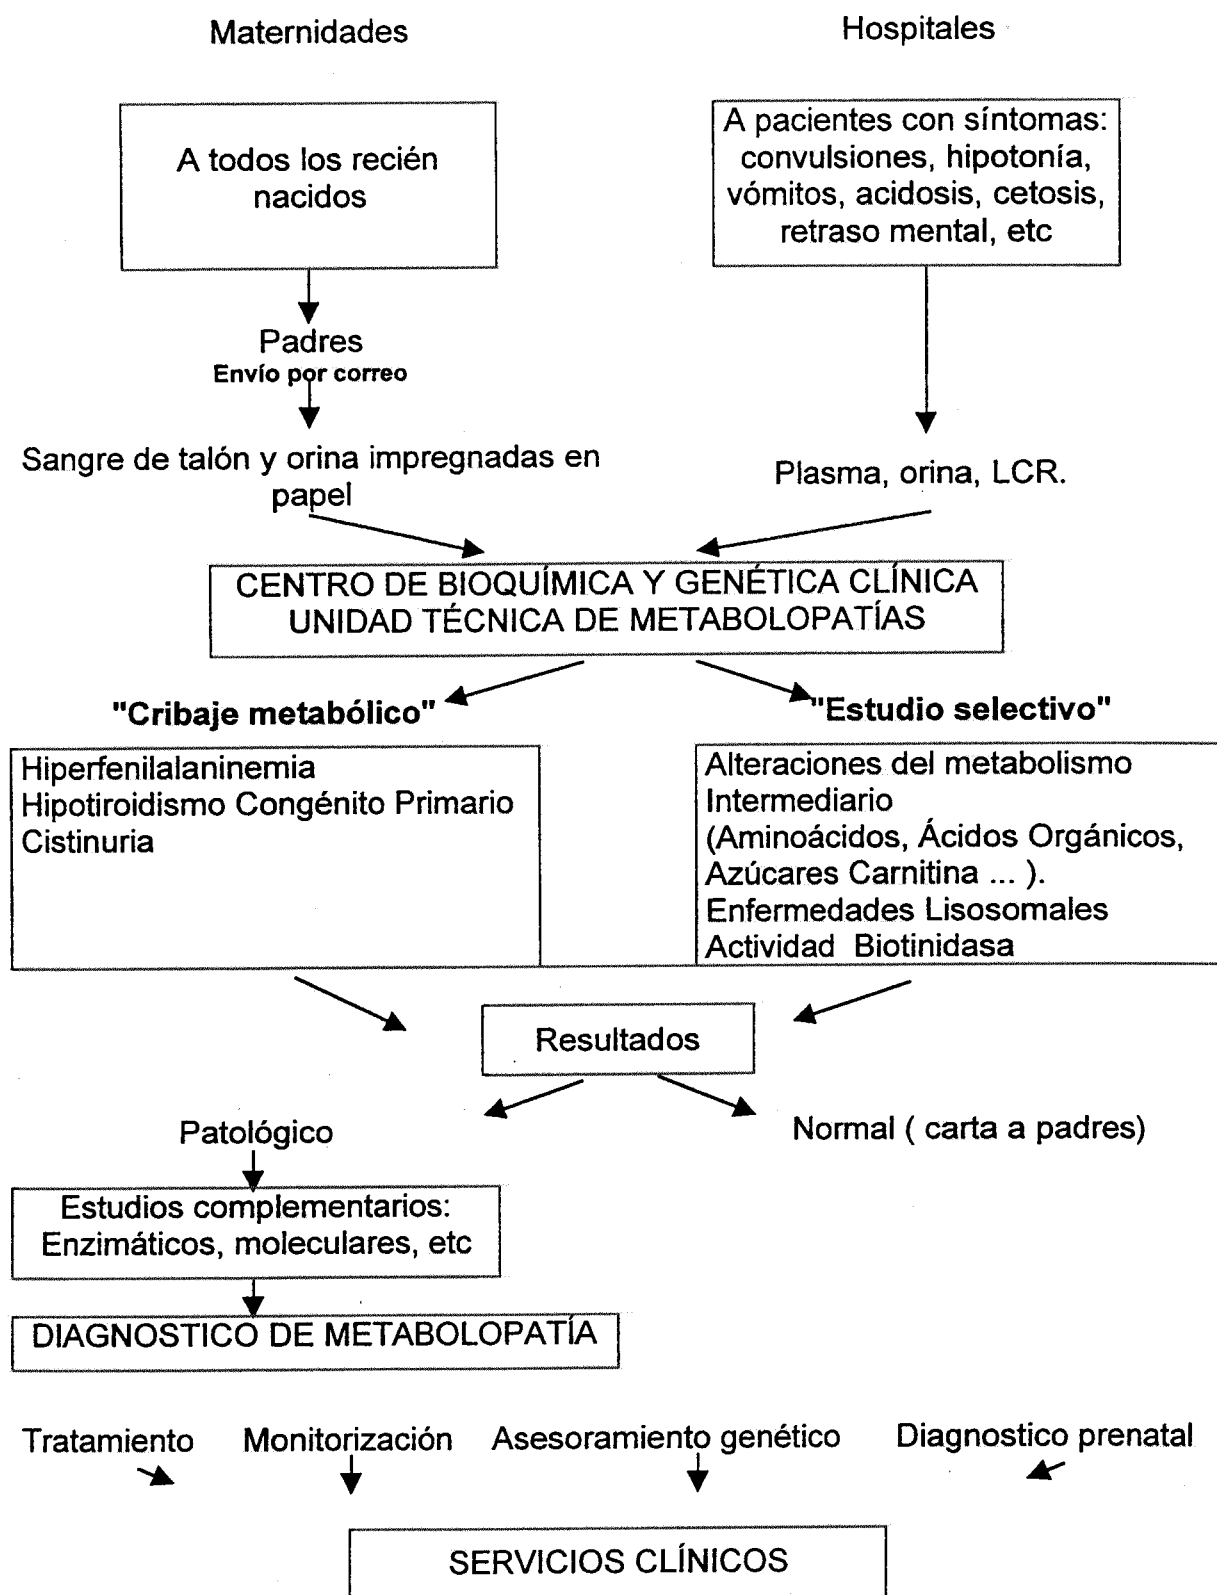 Maternidades
Hospitales
A todos los recién
nacidos
A pacientes con síntomas:
convulsiones, hipotonía,
vómitos, acidosis, cetosis,
retraso mental, etc
Padres
Envío por correo
Sangre de talón y orina impregnadas en
papel
Plasma, orina, LCR.
CENTRO DE BIOQUÍMICA Y GENÉTICA CLÍNICA
UNIDAD TÉCNICA DE METABOLOPATÍAS
"Cribaje metabólico"
"Estudio selectivo"
Hiperfenilalaninemia
Hipotiroidismo Congénito Primario
Cistinuria
Alteraciones del metabolismo
Intermediario
(Aminoácidos, Ácidos Orgánicos,
Azúcares Carnitina ... ).
Enfermedades Lisosomales
Actividad Biotinidasa
Resultados
Patológico
Normal ( carta a padres)
Estudios complementarios:
Enzimáticos, moleculares, etc
DIAGNOSTICO DE METABOLOPATÍA
Tratamiento
Monitorización
Asesoramiento genético
Diagnostico prenatal
SERVICIOS CLÍNICOS